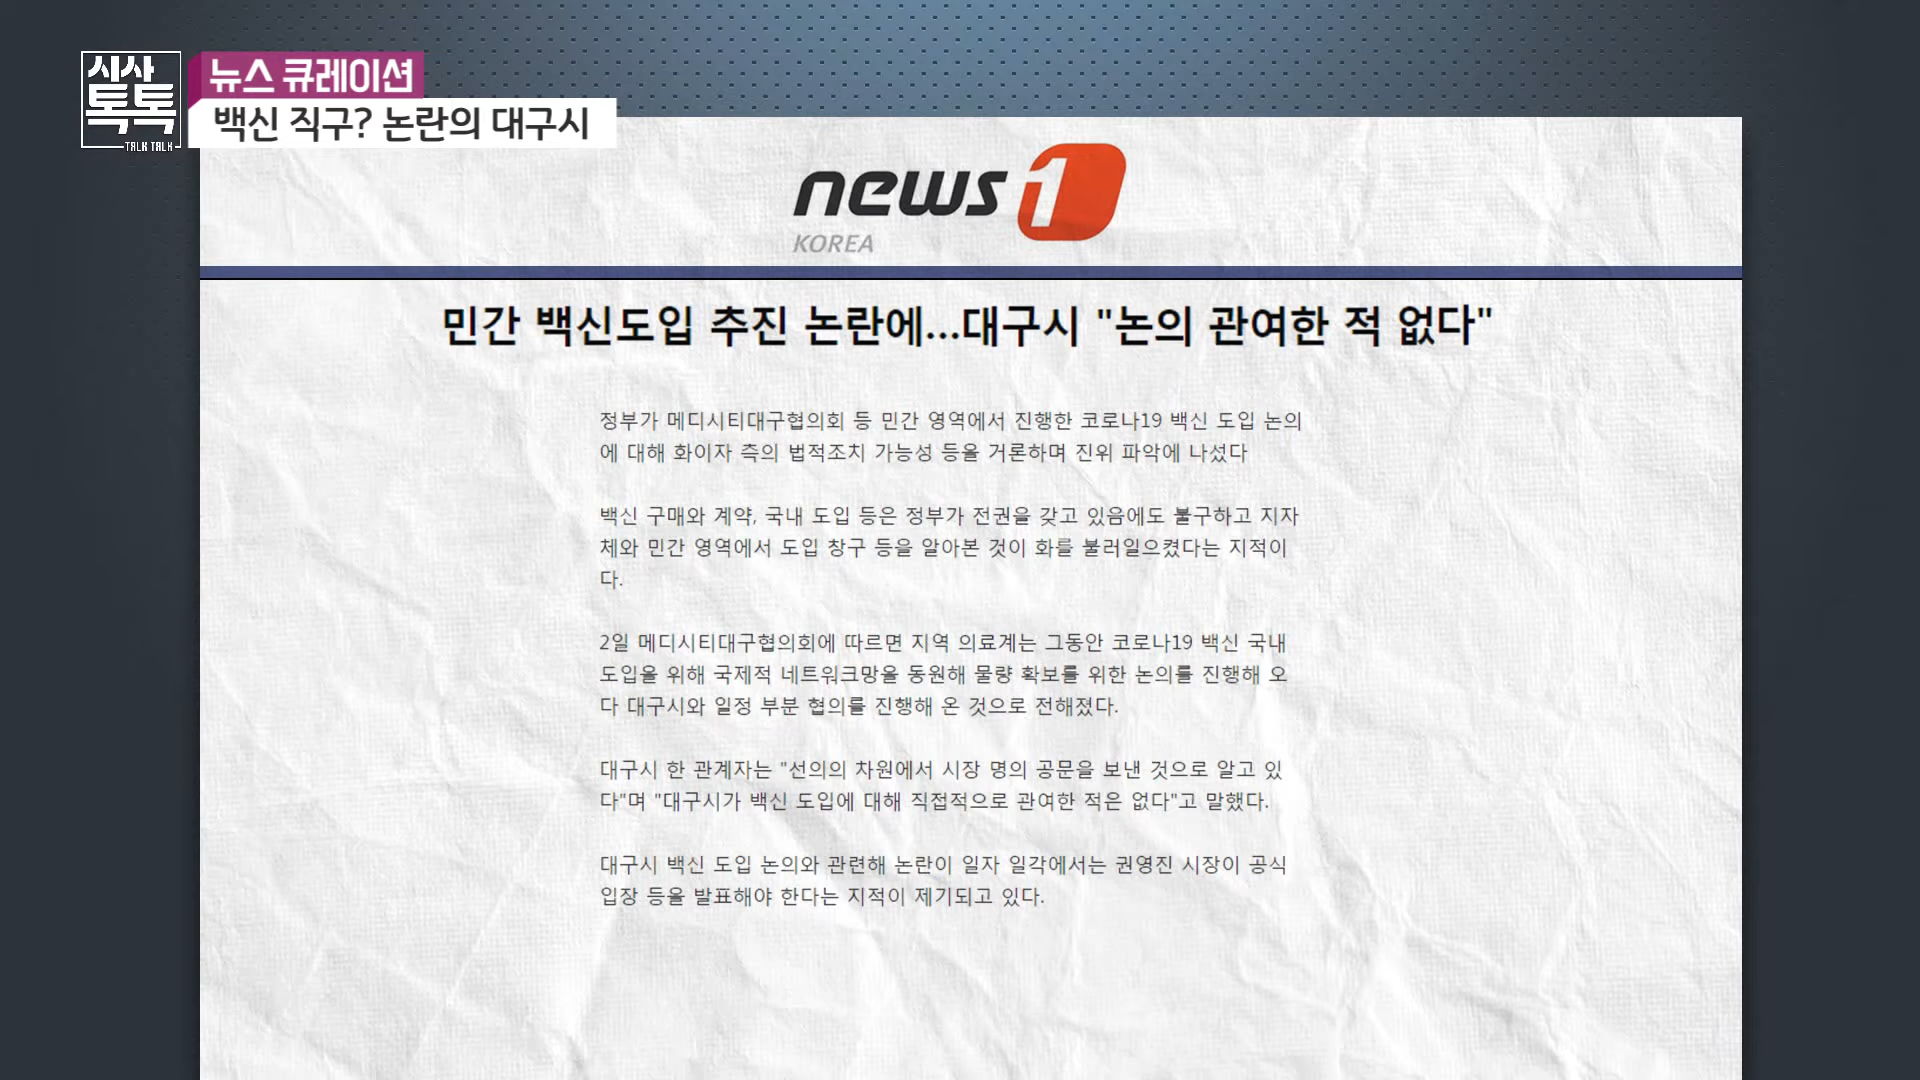 시사
톡톡
TALK TALK
뉴스 큐레이션
백신 직구? 논란의 대구시
news1
KOREA
민간 백신도입 추진 논란에...대구시 "논의 관여한 적 없다"
정부가 메디시티대구협의회 등 민간 영역에서 진행한 코로나19 백신 도입 논의
에 대해 화이자 측의 법적조치 가능성 등을 거론하며 진위 파악에 나섰다
백신 구매와 계약, 국내 도입 등은 정부가 전권을 갖고 있음에도 불구하고 지자
체와 민간 영역에서 도입 창구 등을 알아본 것이 화를 불러일으켰다는 지적이
다.
2일 메디시티대구협의회에 따르면 지역 의료계는 그동안 코로나19 백신 국내
도입을 위해 국제적 네트워크망을 동원해 물량 확보를 위한 논의를 진행해 오
다 대구시와 일정 부분 협의를 진행해 온 것으로 전해졌다.
대구시 한 관계자는 "선의의 차원에서 시장 명의 공문을 보낸 것으로 알고 있
다"며 "대구시가 백신 도입에 대해 직접적으로 관여한 적은 없다"고 말했다.
대구시 백신 도입 논의와 관련해 논란이 일자 일각에서는 권영진 시장이 공식
입장 등을 발표해야 한다는 지적이 제기되고 있다.